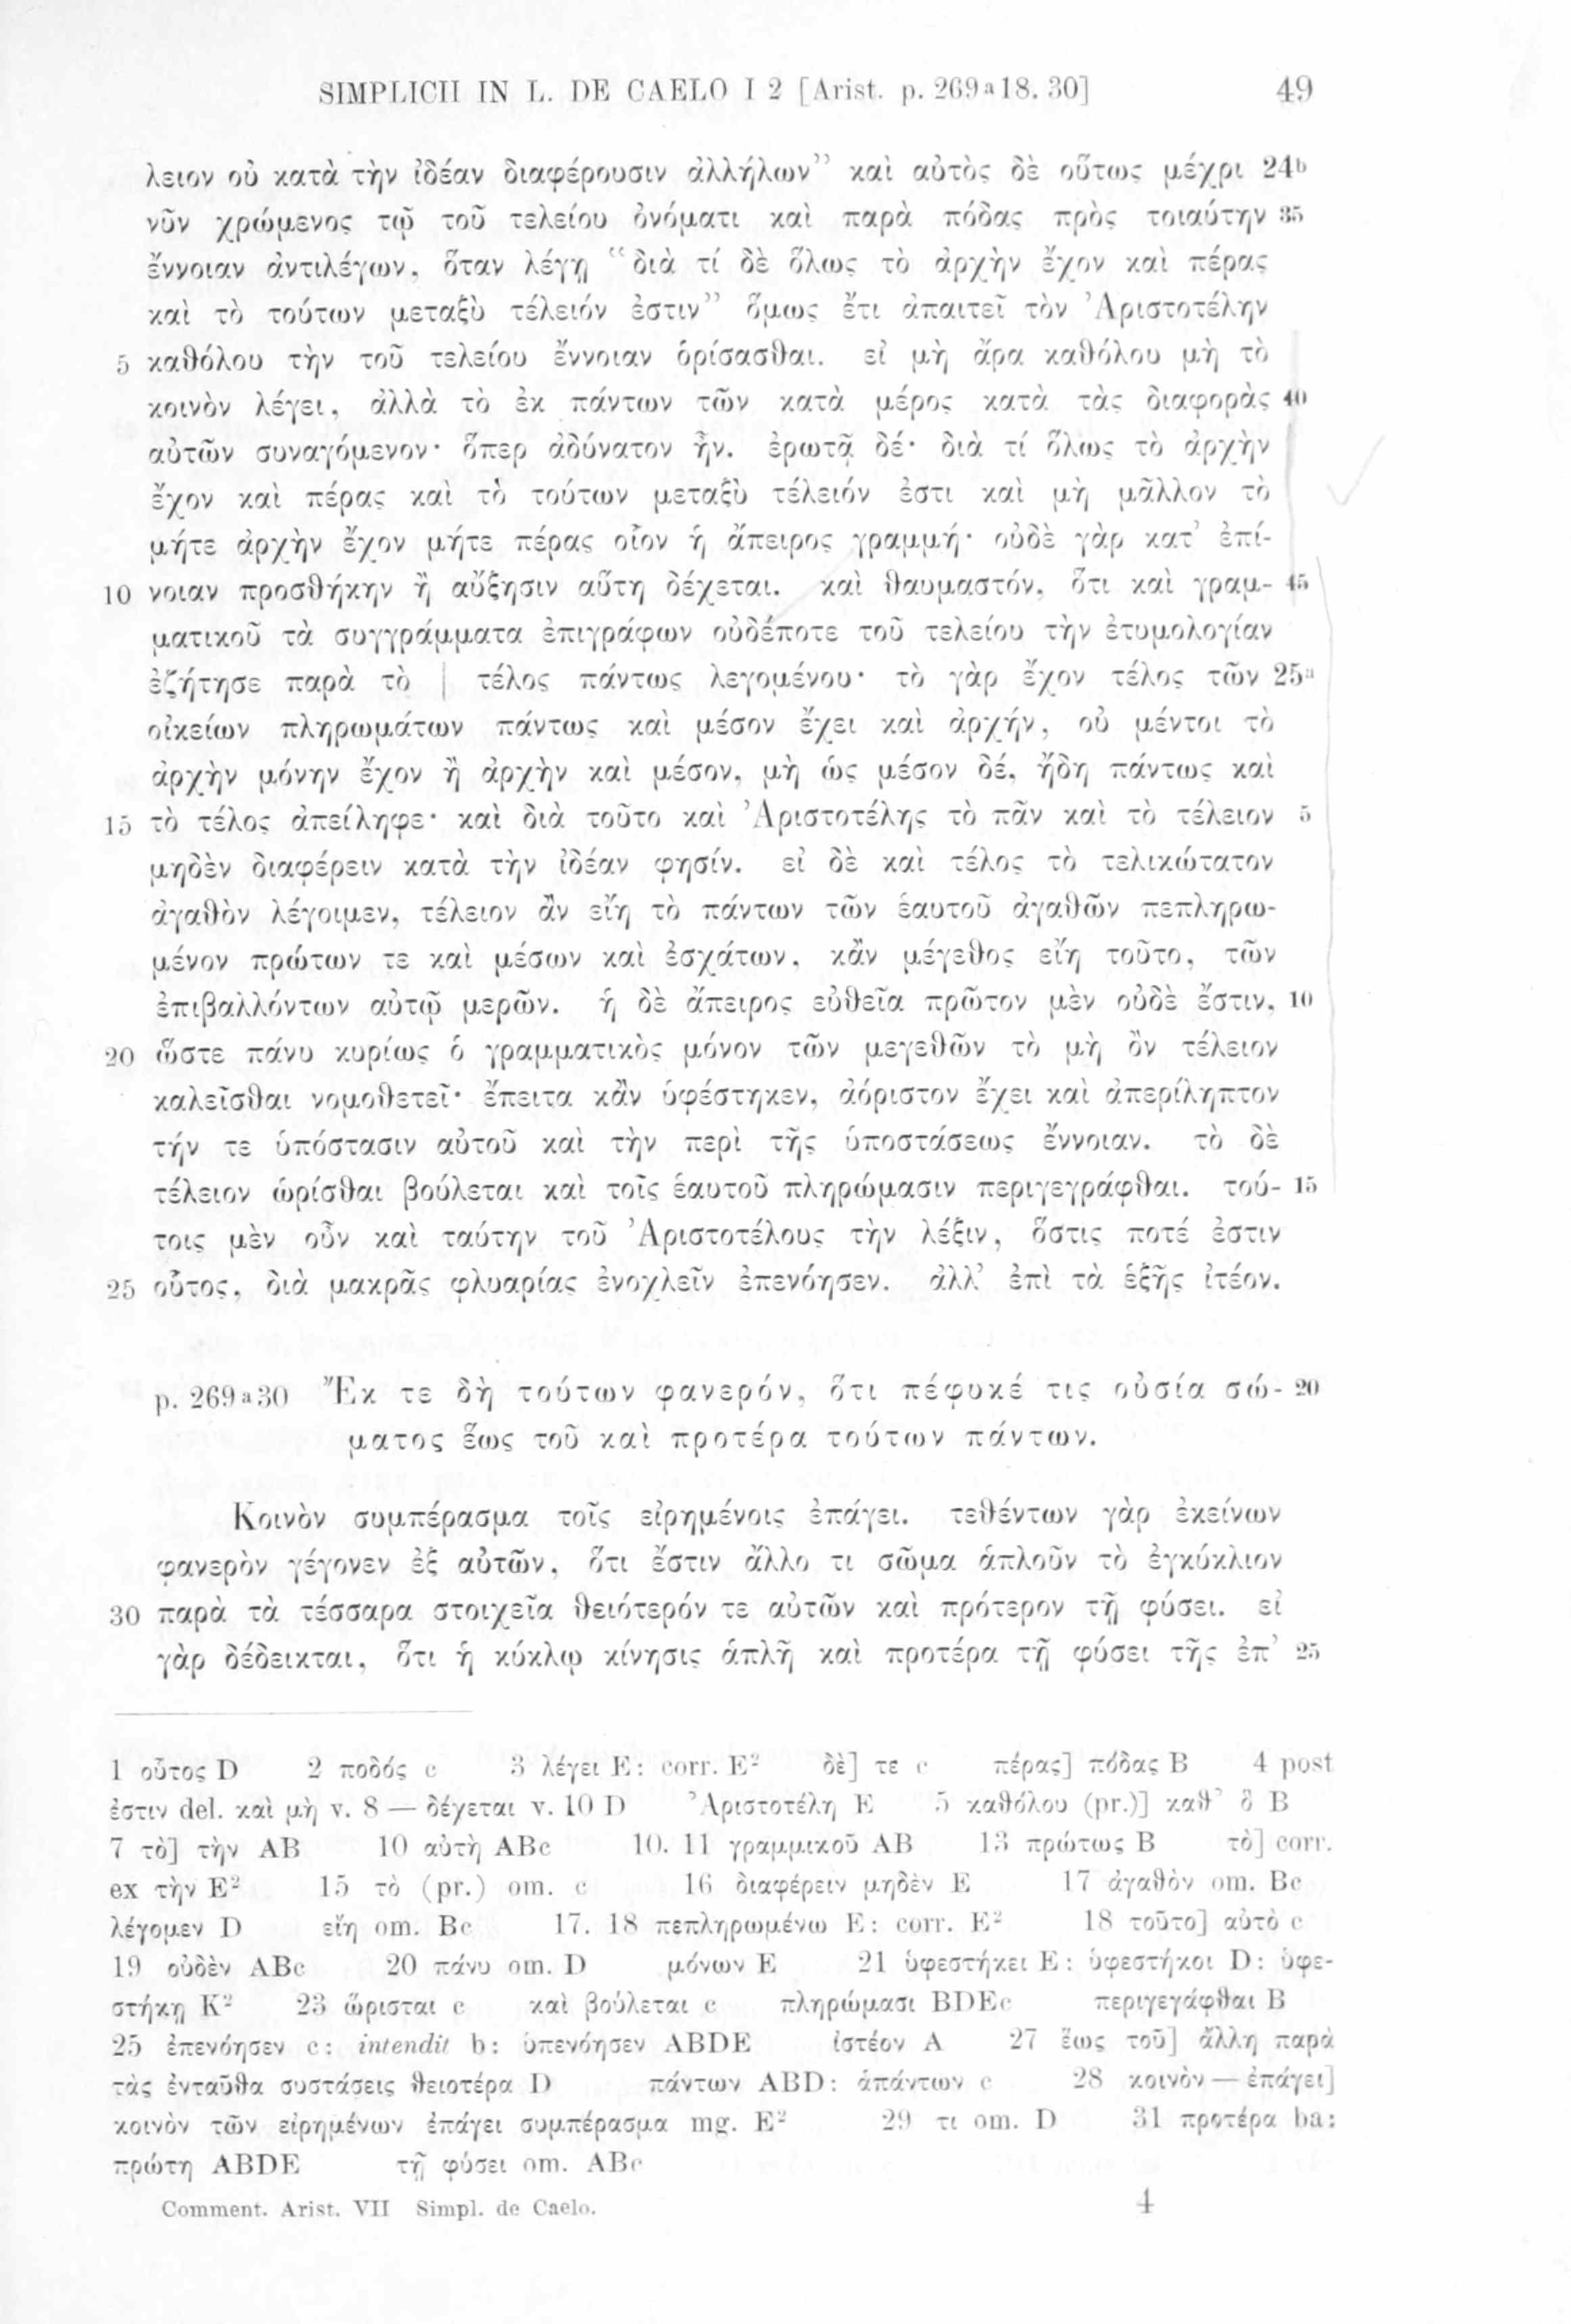 SIMPLICII IN L. DE CAELO I 2 [Arist. p. 269ᵃ18. 30] 49
λειον οὐ κατὰ τὴν ἰδέαν διαφέρουσιν ἀλλήλων” καὶ αὐτὸς δὲ οὕτως μέχρι 24ᵇ
νῦν χρώμενος τῷ τοῦ τελείου ὀνόματι καὶ παρὰ πόδας πρὸς τοιαύτην 35
ἔννοιαν ἀντιλέγων, ὅταν λέγῃ “διὰ τί δὲ ὅλως τὸ ἀρχὴν ἔχον καὶ πέρας
καὶ τὸ τούτων μεταξὺ τέλειόν ἐστιν” ὅμως ἔτι ἀπαιτεῖ τὸν Ἀριστοτέλην
5 καθόλου τὴν τοῦ τελείου ἔννοιαν ὁρίσασθαι. εἰ μὴ ἄρα καθόλου μὴ τὸ
κοινὸν λέγει, ἀλλὰ τὸ ἐκ πάντων τῶν κατὰ μέρος κατὰ τὰς διαφορὰς 40
αὐτῶν συναγόμενον· ὅπερ ἀδύνατον ἦν. ἐρωτᾷ δέ· διὰ τί ὅλως τὸ ἀρχὴν
ἔχον καὶ πέρας καὶ τὸ τούτων μεταξὺ τέλειόν ἐστι καὶ μὴ μᾶλλον τὸ
μήτε ἀρχὴν ἔχον μήτε πέρας οἷον ἡ ἄπειρος γραμμή· οὐδὲ γὰρ κατ’ ἐπί-
10 νοιαν προσθήκην ἢ αὔξησιν αὕτη δέχεται. καὶ θαυμαστόν, ὅτι καὶ γραμ- 45
ματικοῦ τὰ συγγράμματα ἐπιγράφων οὐδέποτε τοῦ τελείου τὴν ἐτυμολογίαν
ἐζήτησε παρὰ τὸ | τέλος πάντως λεγομένου· τὸ γὰρ ἔχον τέλος τῶν 25ᵃ
οἰκείων πληρωμάτων πάντως καὶ μέσον ἔχει καὶ ἀρχήν, οὐ μέντοι τὸ
ἀρχὴν μόνην ἔχον ἢ ἀρχὴν καὶ μέσον, μὴ ὡς μέσον δέ, ἤδη πάντως καὶ
15 τὸ τέλος ἀπείληφε· καὶ διὰ τοῦτο καὶ Ἀριστοτέλης τὸ πᾶν καὶ τὸ τέλειον 5
μηδὲν διαφέρειν κατὰ τὴν ἰδέαν φησίν. εἰ δὲ καὶ τέλος τὸ τελικώτατον
ἀγαθὸν λέγοιμεν, τέλειον ἂν εἴη τὸ πάντων τῶν ἑαυτοῦ ἀγαθῶν πεπληρω-
μένον πρώτων τε καὶ μέσων καὶ ἐσχάτων, κἂν μέγεθος εἴη τοῦτο, τῶν
ἐπιβαλλόντων αὐτῷ μερῶν. ἡ δὲ ἄπειρος εὐθεῖα πρῶτον μὲν οὐδὲ ἔστιν, 10
20 ὥστε πάνυ κυρίως ὁ γραμματικὸς μόνον τῶν μεγεθῶν τὸ μὴ ὂν τέλειον
καλεῖσθαι νομοθετεῖ· ἔπειτα κἂν ὑφέστηκεν, ἀόριστον ἔχει καὶ ἀπερίληπτον
τήν τε ὑπόστασιν αὐτοῦ καὶ τὴν περὶ τῆς ὑποστάσεως ἔννοιαν. τὸ δὲ
τέλειον ὡρίσθαι βούλεται καὶ τοῖς ἑαυτοῦ πληρώμασιν περιγεγράφθαι. τού- 15
τοις μὲν οὖν καὶ ταύτην τοῦ Ἀριστοτέλους τὴν λέξιν, ὅστις ποτέ ἐστιν
25 οὗτος, διὰ μακρᾶς φλυαρίας ἐνοχλεῖν ἐπενόησεν. ἀλλ’ ἐπὶ τὰ ἑξῆς ἰτέον.
p. 269ᵃ30 Ἔκ τε δὴ τούτων φανερόν, ὅτι πέφυκέ τις οὐσία σώ- 20
ματος ἕως τοῦ καὶ προτέρα τούτων πάντων.
Κοινὸν συμπέρασμα τοῖς εἰρημένοις ἐπάγει. τεθέντων γὰρ ἐκείνων
φανερὸν γέγονεν ἐξ αὐτῶν, ὅτι ἔστιν ἄλλο τι σῶμα ἁπλοῦν τὸ ἐγκύκλιον
30 παρὰ τὰ τέσσαρα στοιχεῖα θειότερόν τε αὐτῶν καὶ πρότερον τῇ φύσει. εἰ
γὰρ δέδεικται, ὅτι ἡ κύκλῳ κίνησις ἁπλῆ καὶ προτέρα τῇ φύσει τῆς ἐπ’ 25
1 οὗτος D 2 ποδός c 3 λέγει E: corr. E² δὲ] τε c πέρας] πόδας B 4 post
ἐστιν del. καὶ μὴ v. 8 — δέχεται v. 10 D Ἀριστοτέλη E 5 καθόλου (pr.)] καθ’ ὃ B
7 τὸ] τὴν AB 10 αὐτὴ ABc 10. 11 γραμμικοῦ AB 13 πρώτως B τὸ] corr.
ex τὴν E² 15 τὸ (pr.) om. c 16 διαφέρειν μηδὲν E 17 ἀγαθὸν om. Bc
λέγομεν D εἴη om. Bc 17. 18 πεπληρωμένω E: corr. E² 18 τοῦτο] αὐτὸ c
19 οὐδὲν ABc 20 πάνυ om. D μόνων E 21 ὑφεστήκει E: ὑφεστήκοι D: ὑφε-
στήκῃ K² 23 ὥρισται c καὶ βούλεται c πληρώμασι BDEc περιγεγάφθαι B
25 ἐπενόησεν c: intendit b: ὑπενόησεν ABDE ἰστέον A 27 ἕως τοῦ] ἄλλη παρὰ
τὰς ἐνταῦθα συστάσεις θειοτέρα D πάντων ABD: ἁπάντων c 28 κοινὸν — ἐπάγει]
κοινὸν τῶν εἰρημένων ἐπάγει συμπέρασμα mg. E² 29 τι om. D 31 προτέρα ba:
πρώτη ABDE τῇ φύσει om. ABc
Comment. Arist. VII Simpl. de Caelo. 4